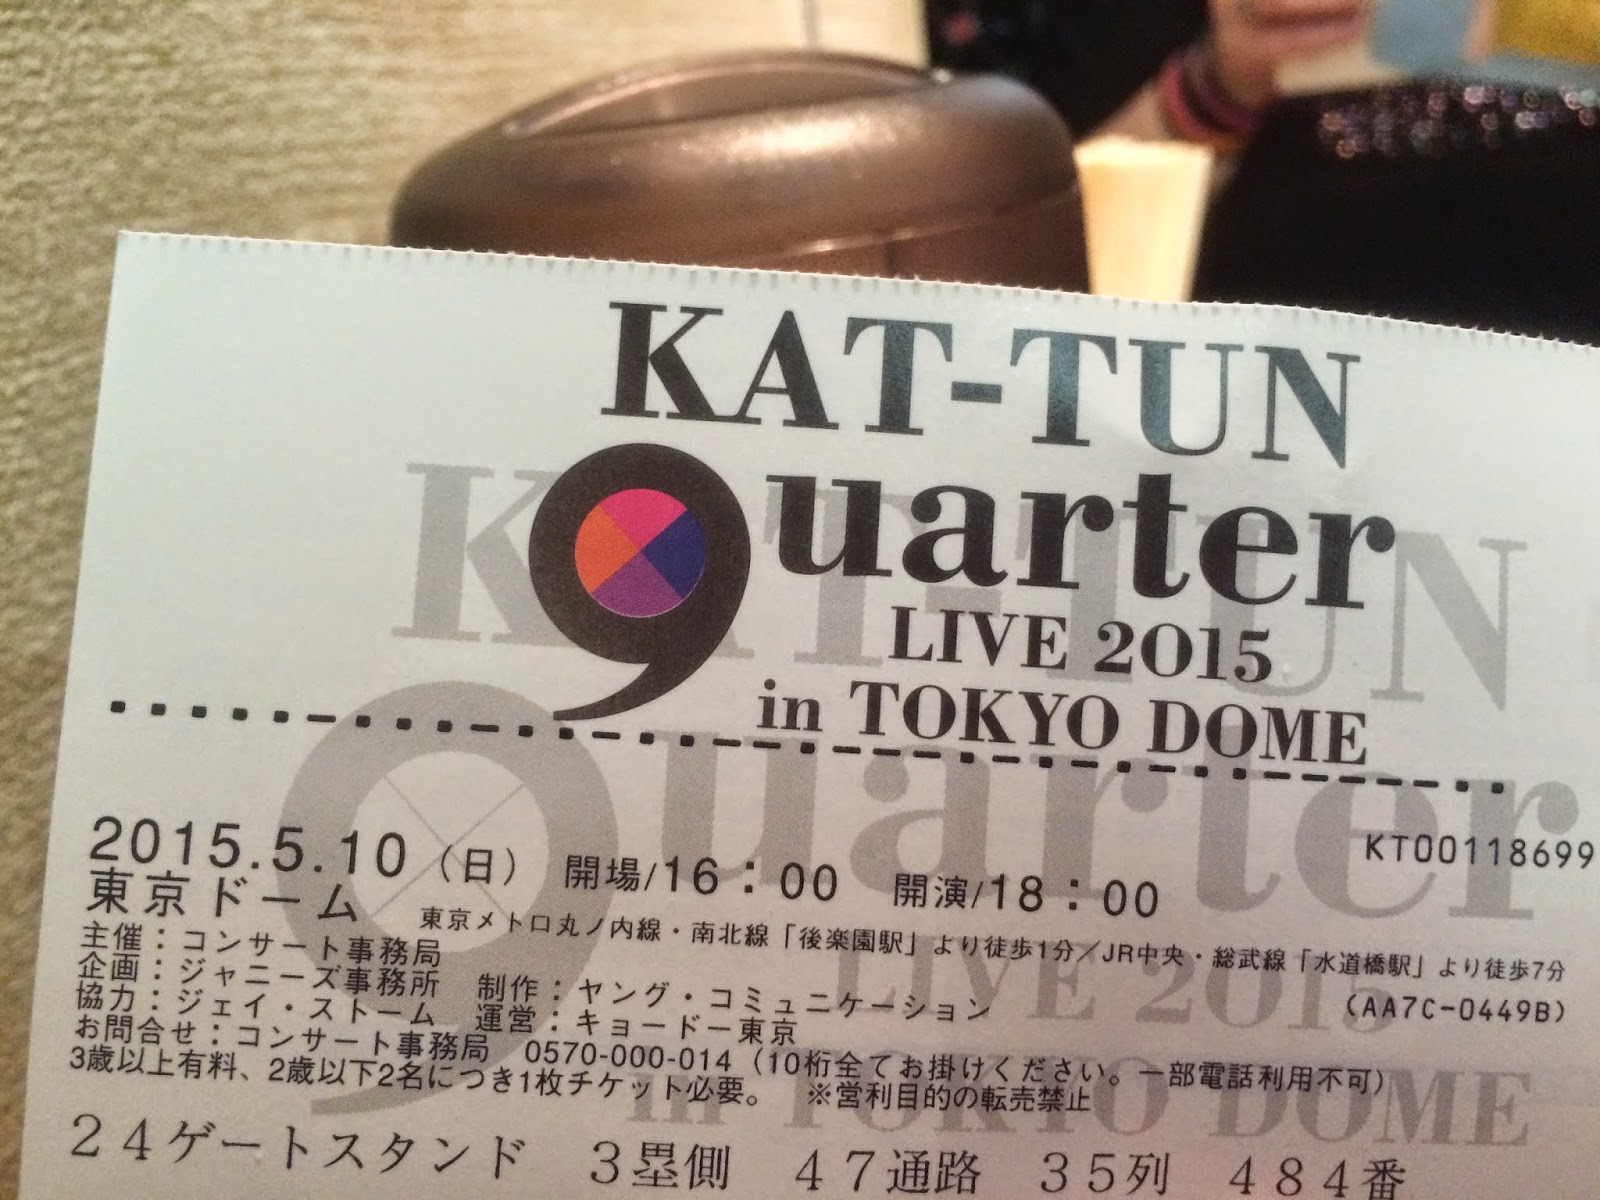 KAT-TUN
quarter
LIVE 2015
in TOKYO DOME
KT00118699
2015.5.10（日） 開場/16：00 開演/18：00
東京ドーム 東京メトロ丸ノ内線・南北線「後楽園駅」より徒歩1分／JR中央・総武線「水道橋駅」より徒歩7分
主催：コンサート事務局
(AA7C-0449B)
企画：ジャニーズ事務所 制作：ヤング・コミュニケーション
協力：ジェイ・ストーム 運営：キョードー東京
お問合せ：コンサート事務局 0570-000-014（10桁全てお掛けください。一部電話利用不可）
3歳以上有料、2歳以下2名につき1枚チケット必要。 ※営利目的の転売禁止
24ゲートスタンド 3塁側 47通路 35列 484番
KAT-TUN
quarter
LIVE 2015
in TOKYO DOME